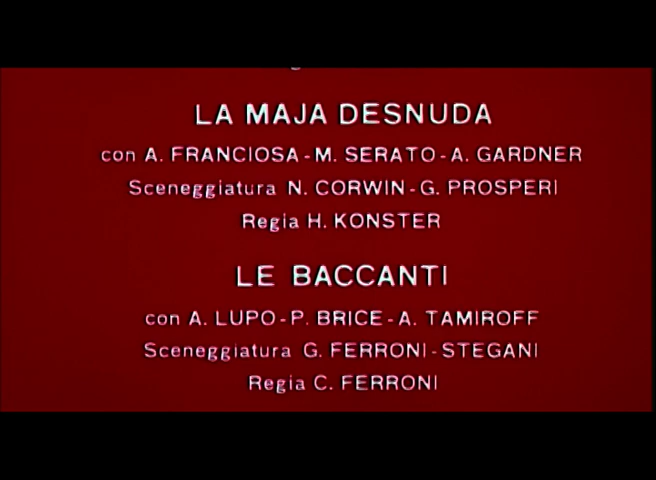 LA MAJA DESNUDA
con A. FRANCIOSA-M. SERATO-A. GARDNER
Sceneggiatura N. CORWIN-G. PROSPERI
Regia H. KONSTER
LE BACCANTI
con A. LUPO-P. BRICE-A. TAMIROFF
Sceneggiatura G. FERRONI-STEGANI
Regia C. FERRONI